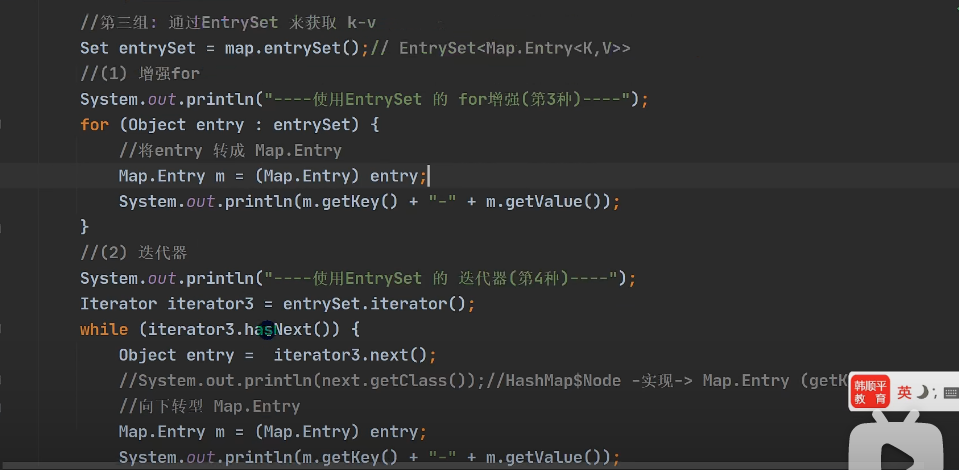 //第三组: 通过EntrySet 来获取 k-v
Set entrySet = map.entrySet();// EntrySet<Map.Entry<K,V>>
//(1) 增强for
System.out.println("----使用EntrySet 的 for增强(第3种)----");
for (Object entry : entrySet) {
//将entry 转成 Map.Entry
Map.Entry m = (Map.Entry) entry;
System.out.println(m.getKey() + "-" + m.getValue());
}
//(2) 迭代器
System.out.println("----使用EntrySet 的 迭代器(第4种)----");
Iterator iterator3 = entrySet.iterator();
while (iterator3.hasNext()) {
Object entry =  iterator3.next();
//System.out.println(next.getClass());//HashMap$Node -实现-> Map.Entry (getK
//向下转型 Map.Entry
Map.Entry m = (Map.Entry) entry;
System.out.println(m.getKey() + "-" + m.getValue());
韩顺平
教育
英